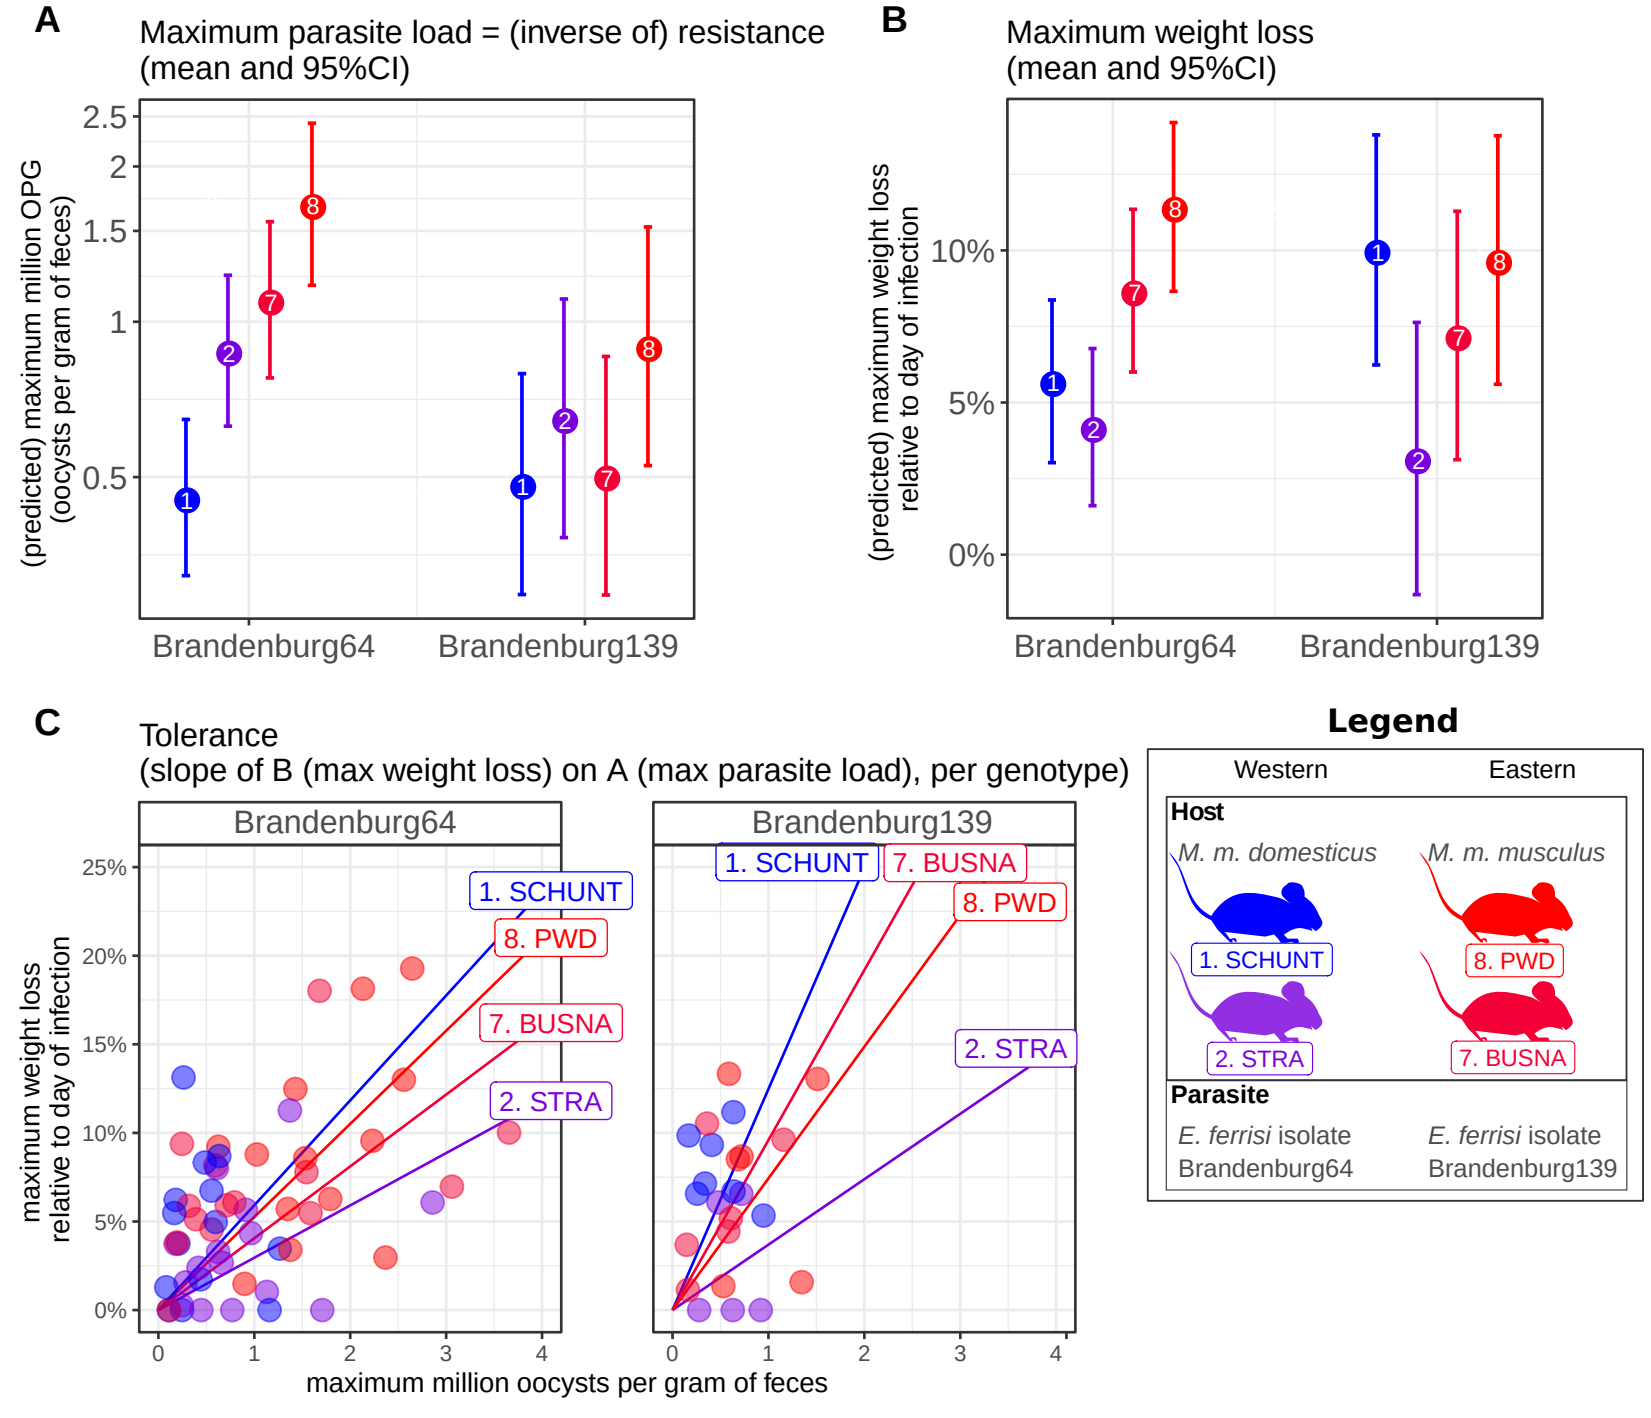 A
Maximum parasite load = (inverse of) resistance
(mean and 95%CI)
(predicted) maximum million OPG
(oocysts per gram of feces)
2.5
2
1.5
1
0.5
1
2
7
8
1
2
7
8
Brandenburg64
Brandenburg139
B
Maximum weight loss
(mean and 95%CI)
(predicted) maximum weight loss
relative to day of infection
10%
5%
0%
1
2
7
8
1
2
7
8
Brandenburg64
Brandenburg139
C
Tolerance
(slope of B (max weight loss) on A (max parasite load), per genotype)
maximum weight loss
relative to day of infection
Brandenburg64
25%
20%
15%
10%
5%
0%
1. SCHUNT
8. PWD
7. BUSNA
2. STRA
0 1 2 3 4
Brandenburg139
1. SCHUNT
7. BUSNA
8. PWD
2. STRA
0 1 2 3 4
maximum million oocysts per gram of feces
Legend
Western Eastern
Host
M. m. domesticus M. m. musculus
1. SCHUNT 8. PWD
2. STRA 7. BUSNA
Parasite
E. ferrisi isolate E. ferrisi isolate
Brandenburg64 Brandenburg139